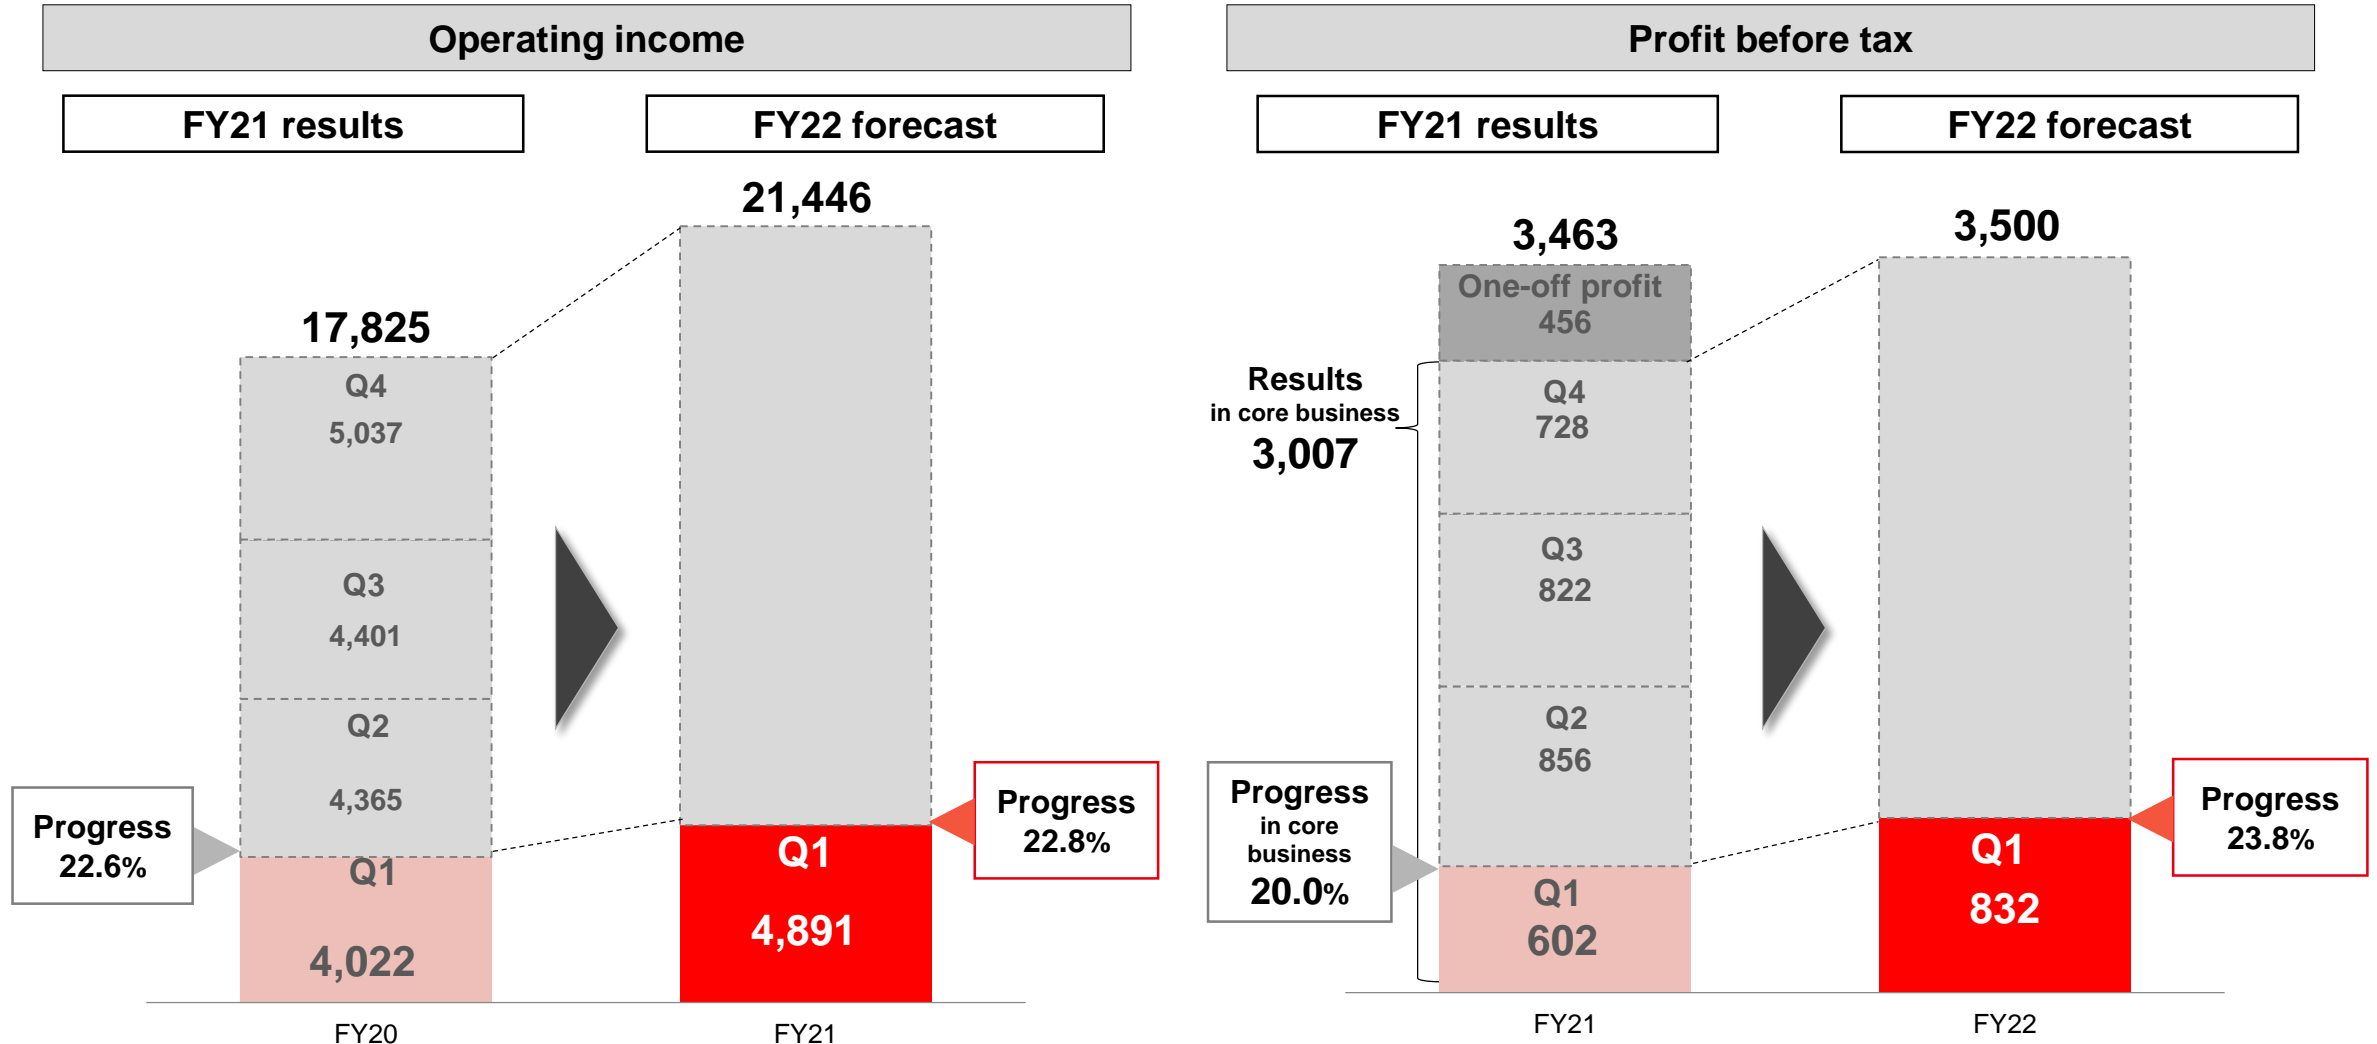 Operating income
FY21 results
FY22 forecast
17,825
Q4
5,037
Q3
4,401
Q2
4,365
Q1
4,022
Progress
22.6%
21,446
Q1
4,891
Progress
22.8%
FY20
FY21
Profit before tax
FY21 results
FY22 forecast
3,463
One-off profit
456
Results
in core business
3,007
Q4
728
Q3
822
Q2
856
Q1
602
Progress
in core
business
20.0%
3,500
Q1
832
Progress
23.8%
FY21
FY22